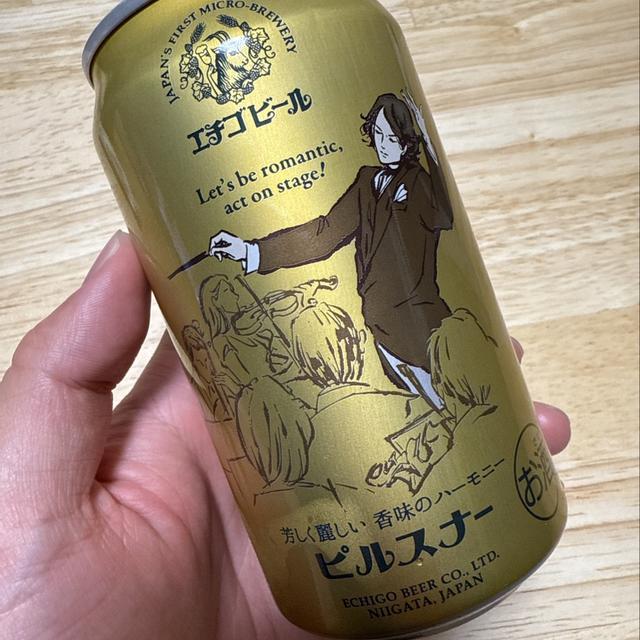 JAPAN'S FIRST MICRO-BREWERY
エチゴビール
Let's be romantic,
act on stage!
芳しく麗しい 香味のハーモニー
ピルスナー
お酒
ECHIGO BEER CO., LTD.
NIIGATA, JAPAN